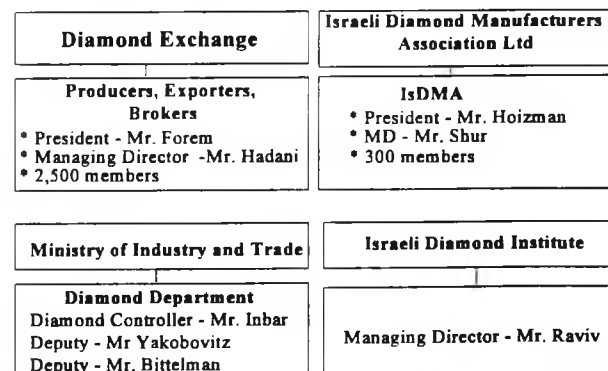 Diamond Exchange
Producers, Exporters,
Brokers
* President - Mr. Forem
* Managing Director -Mr. Hadani
* 2,500 members
Israeli Diamond Manufacturers
Association Ltd
IsDMA
* President - Mr. Hoizman
* MD - Mr. Shur
* 300 members
Ministry of Industry and Trade
Diamond Department
Diamond Controller - Mr. Inbar
Deputy - Mr Yakobovitz
Deputy - Mr. Bittelman
Israeli Diamond Institute
Managing Director - Mr. Raviv